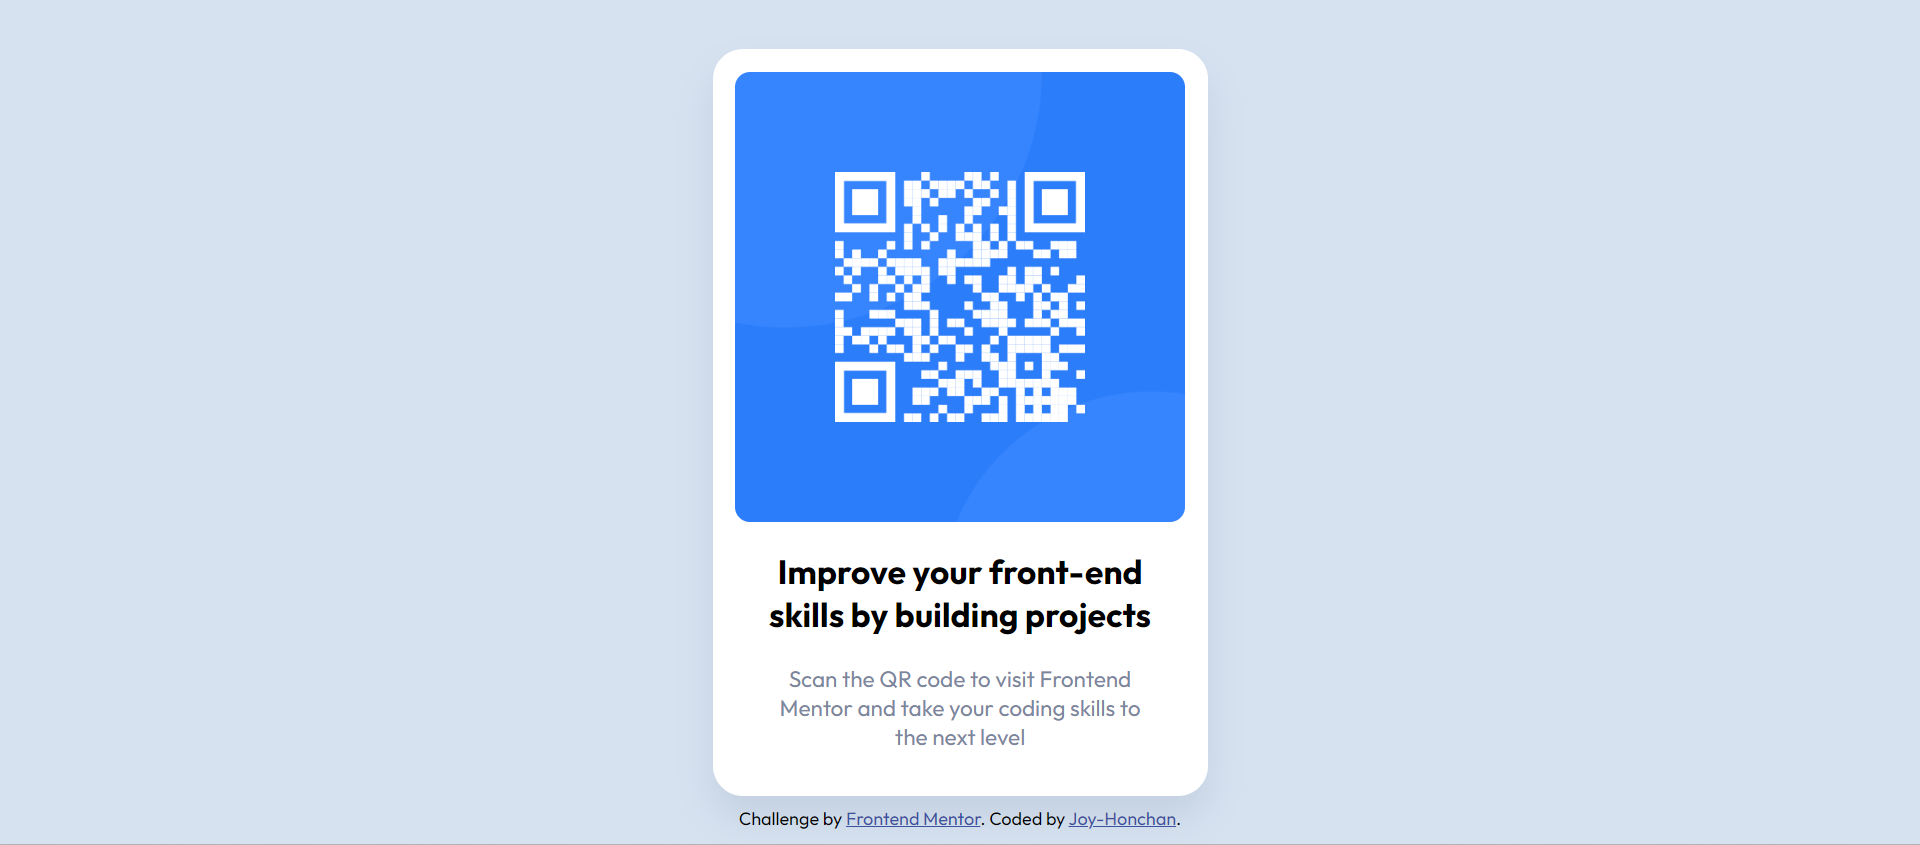 Improve your front-end
skills by building projects
Scan the QR code to visit Frontend
Mentor and take your coding skills to
the next level
Challenge by Frontend Mentor. Coded by Joy-Honchan.